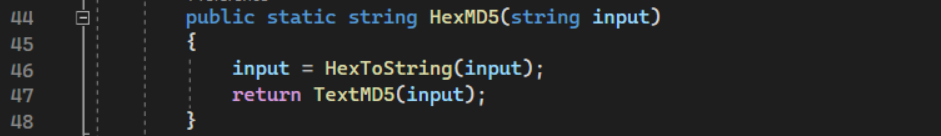 44 public static string HexMD5(string input)
45 {
46 input = HexToString(input);
47 return TextMD5(input);
48 }